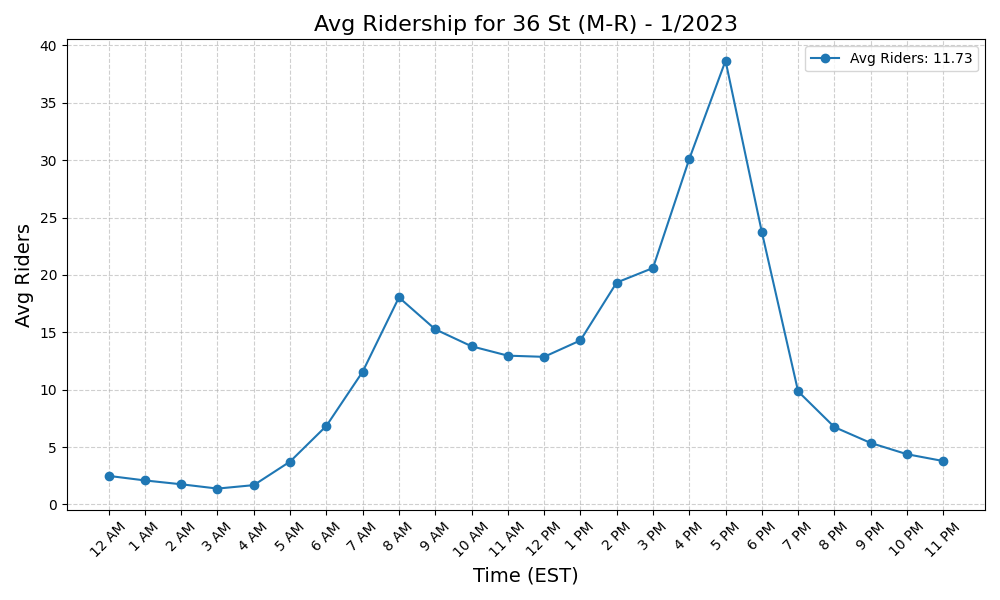 Avg Ridership for 36 St (M-R) - 1/2023
Avg Riders: 11.73
Avg Riders
40
35
30
25
20
15
10
5
0
12 AM
1 AM
2 AM
3 AM
4 AM
5 AM
6 AM
7 AM
8 AM
9 AM
10 AM
11 AM
12 PM
1 PM
2 PM
3 PM
4 PM
5 PM
6 PM
7 PM
8 PM
9 PM
10 PM
11 PM
Time (EST)